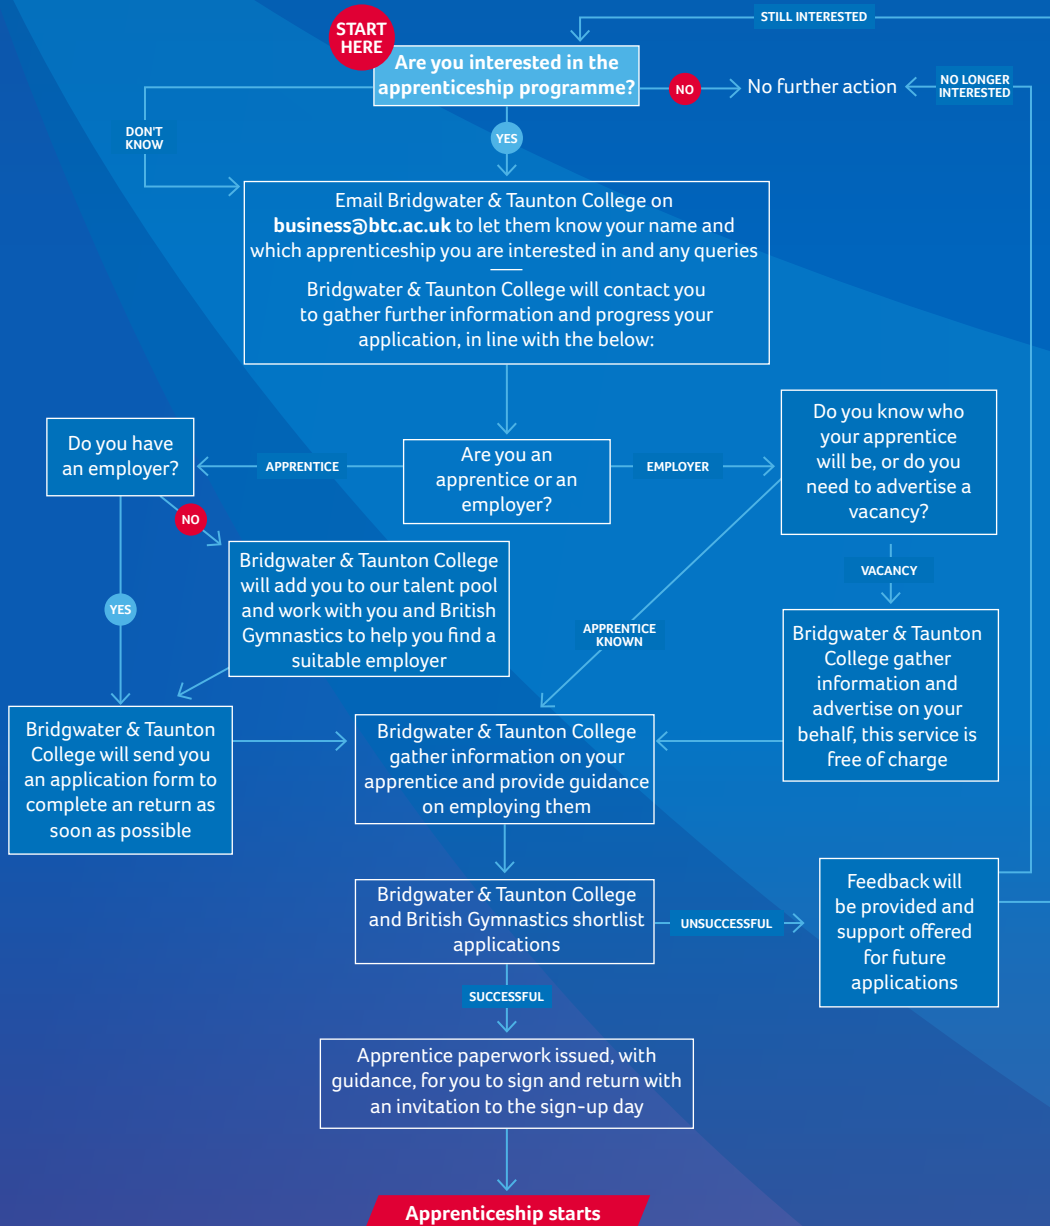 STILL INTERESTED
START
HERE
Are you interested in the
apprenticeship programme?
NO
No further action
NO LONGER
INTERESTED
DON'T
KNOW
YES
Email Bridgwater & Taunton College on
business@btc.ac.uk to let them know your name and
which apprenticeship you are interested in and any queries
Bridgwater & Taunton College will contact you
to gather further information and progress your
application, in line with the below:
Do you have
an employer?
APPRENTICE
Are you an
apprentice or an
employer?
EMPLOYER
Do you know who
your apprentice
will be, or do you
need to advertise a
vacancy?
NO
Bridgwater & Taunton College
will add you to our talent pool
and work with you and British
Gymnastics to help you find a
suitable employer
YES
APPRENTICE
KNOWN
VACANCY
Bridgwater & Taunton
College gather
information and
advertise on your
behalf, this service is
free of charge
Bridgwater & Taunton
College will send you
an application form to
complete an return as
soon as possible
Bridgwater & Taunton College
gather information on your
apprentice and provide guidance
on employing them
Bridgwater & Taunton College
and British Gymnastics shortlist
applications
UNSUCCESSFUL
Feedback will
be provided and
support offered
for future
applications
SUCCESSFUL
Apprentice paperwork issued, with
guidance, for you to sign and return with
an invitation to the sign-up day
Apprenticeship starts